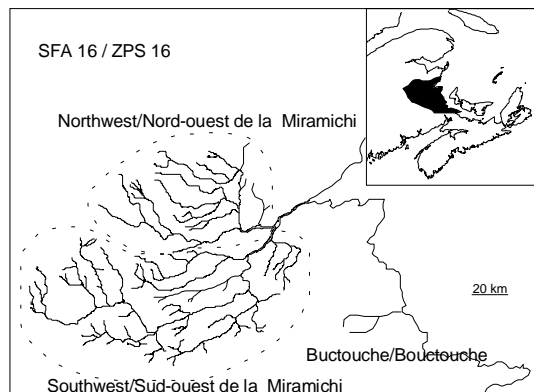 SFA 16 / ZPS 16
Northwest/Nord-ouest de la Miramichi
20 km
Buctouche/Bouctouche
Southwest/Sud-ouest de la Miramichi